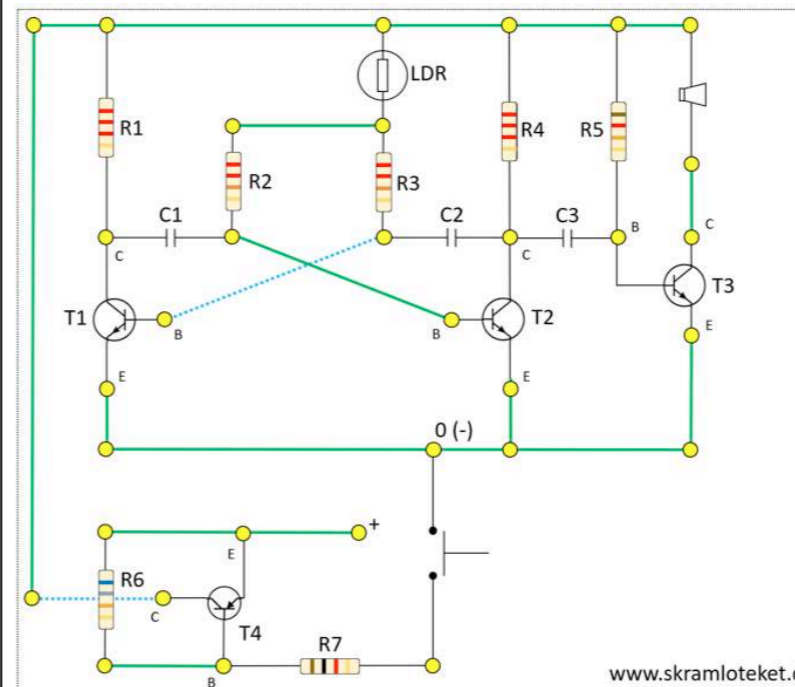 LDR
R1
R4
R5
R2
R3
C1
C2
C3
B
C
C
C
T1
B
B
T2
T3
E
E
E
0 (-)
+
E
R6
C
T4
R7
B
www.skramloteket.